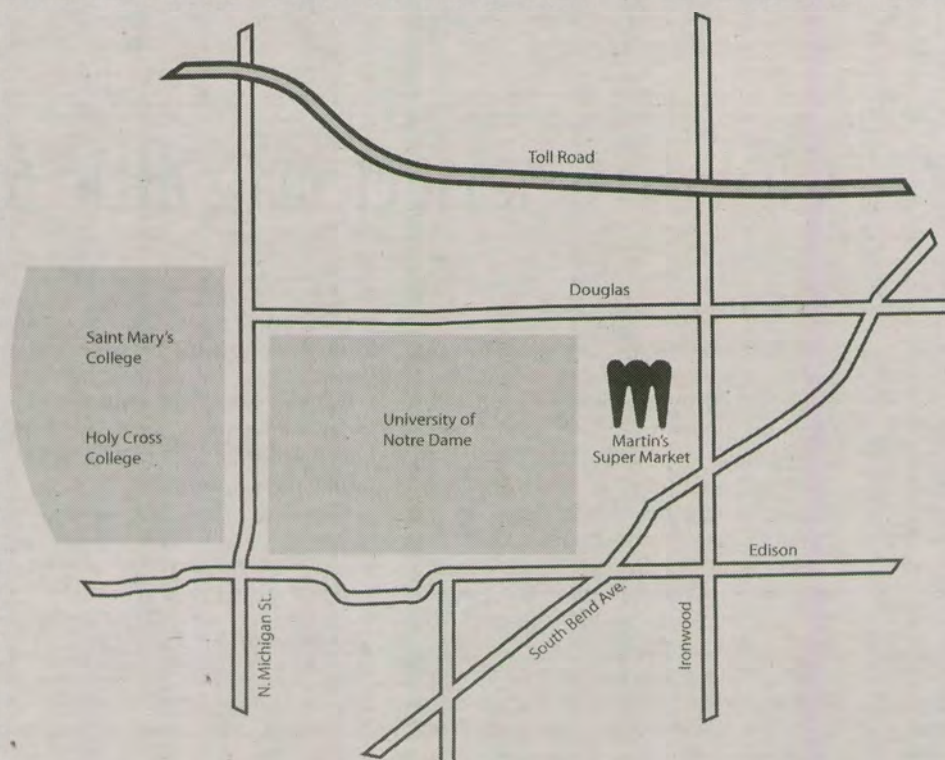 Toll Road
Douglas
Saint Mary's
College
University of
Notre Dame
Holy Cross
College
Martin's
Super Market
Edison
N. Michigan St.
South Bend Ave.
Ironwood